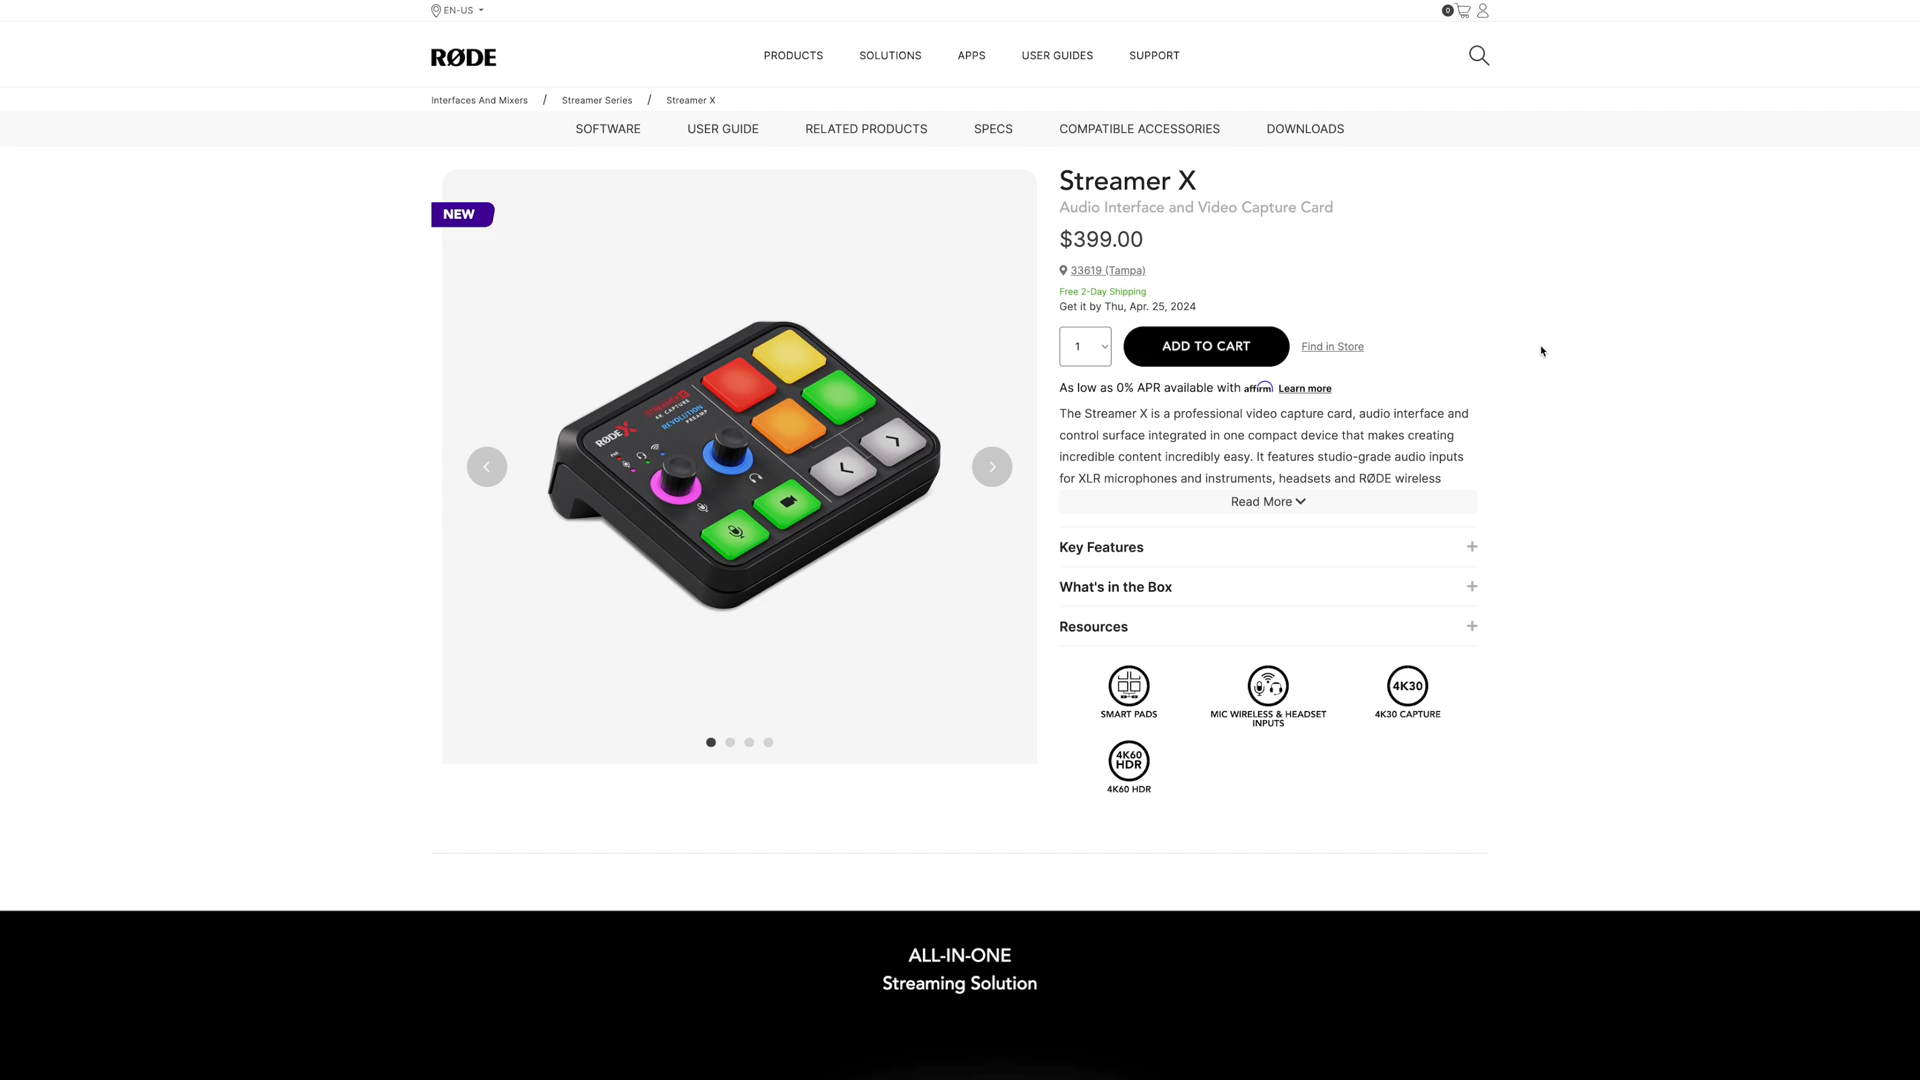 EN-US
0
RØDE
PRODUCTS
SOLUTIONS
APPS
USER GUIDES
SUPPORT
Interfaces And Mixers / Streamer Series / Streamer X
SOFTWARE
USER GUIDE
RELATED PRODUCTS
SPECS
COMPATIBLE ACCESSORIES
DOWNLOADS
NEW
RØDE X
STREAMER X
4K CAPTURE
REVOLUTION
PREAMP
Streamer X
Audio Interface and Video Capture Card
$399.00
33619 (Tampa)
Free 2-Day Shipping
Get it by Thu, Apr. 25, 2024
1
ADD TO CART
Find in Store
As low as 0% APR available with affirm Learn more
The Streamer X is a professional video capture card, audio interface and
control surface integrated in one compact device that makes creating
incredible content incredibly easy. It features studio-grade audio inputs
for XLR microphones and instruments, headsets and RØDE wireless
Read More
Key Features
What's in the Box
Resources
SMART PADS
MIC WIRELESS & HEADSET
INPUTS
4K30
4K30 CAPTURE
4K60
HDR
4K60 HDR
ALL-IN-ONE
Streaming Solution